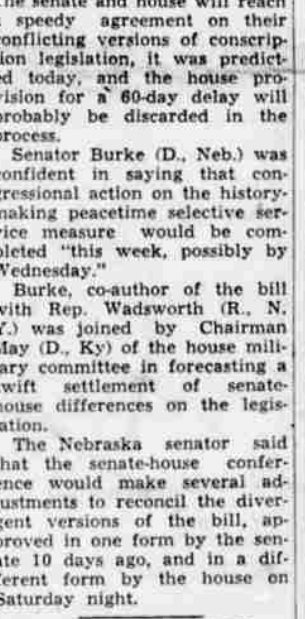 The senate and house will reach
a speedy agreement on their
conflicting versions of conscrip-
tion legislation, it was predict-
ed today, and the house pro-
vision for a 60-day delay will
probably be discarded in the
process.
Senator Burke (D., Neb.) was
confident in saying that con-
gressional action on the history-
making peacetime selective ser-
vice measure would be com-
pleted "this week, possibly by
Wednesday."
Burke, co-author of the bill
with Rep. Wadsworth (R., N.
Y.) was joined by Chairman
May (D., Ky) of the house mili-
tary committee in forecasting a
swift settlement of senate-
house differences on the legis-
lation.
The Nebraska senator said
that the senate-house confer-
ence would make several ad-
justments to reconcil the diver-
gent versions of the bill, ap-
proved in one form by the sen-
ate 10 days ago, and in a dif-
ferent form by the house on
Saturday night.